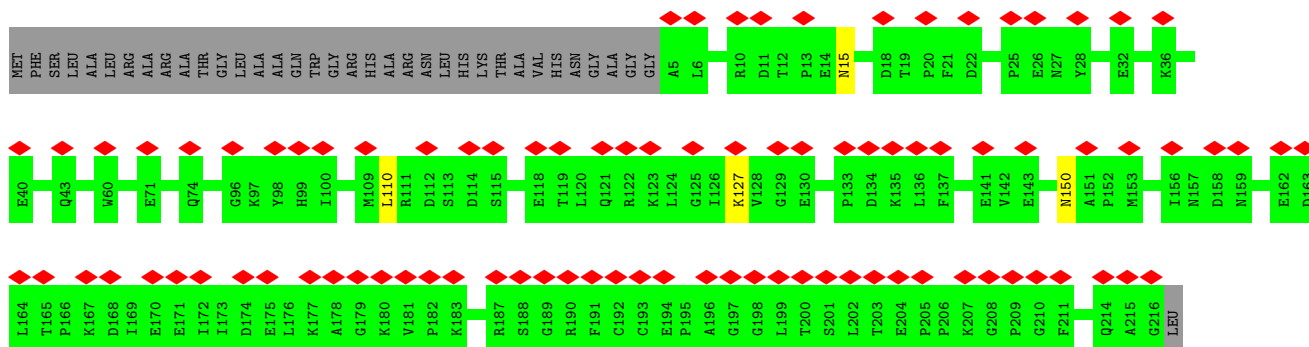 MET PHE SER LEU ALA LEU LEU ARG ALA ARG ALA THR GLY LEU ALA ALA GLN TRP GLY ARG HIS ALA ARG ASN LEU HIS LYS THR ALA VAL HIS ASN GLY ALA GLY GLY A5 L6 R10 D11 T12 P13 E14 N15 D18 T19 P20 F21 D22 P25 E26 N27 Y28 E32 K36
E40 Q43 W60 E71 Q74 G96 K97 Y98 H99 I100 M109 L110 R111 D112 S113 D114 S115 E118 T119 L120 Q121 R122 K123 L124 G125 I126 K127 V128 G129 E130 P133 D134 K135 L136 F137 E141 V142 E143 N150 A151 P152 M153 I156 N157 D158 N159 E162 D163
L164 T165 P166 K167 D168 I169 E170 E171 I172 I173 D174 E175 L176 K177 A178 G179 K180 V181 P182 K183 R187 S188 G189 R190 F191 C192 C193 E194 P195 A196 G197 G198 L199 T200 S201 L202 T203 E204 P205 P206 K207 G208 P209 G210 F211 Q214 A215 G216 LEU